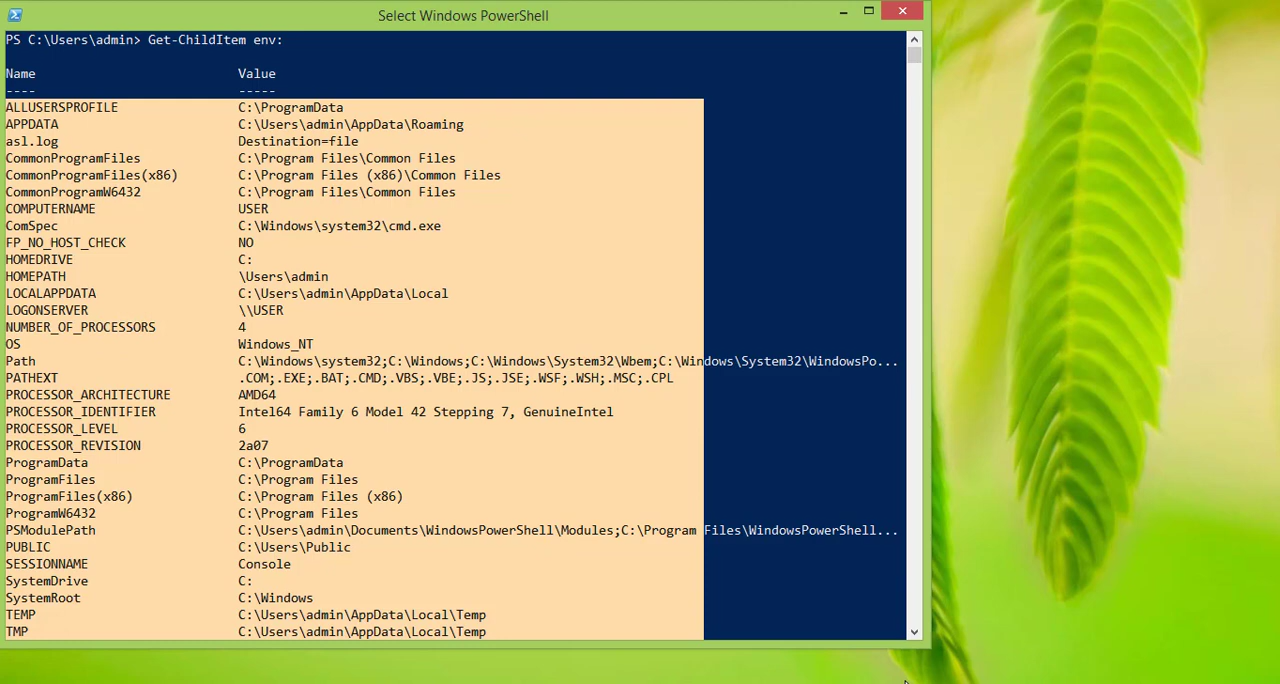 Select Windows PowerShell
PS C:\Users\admin> Get-ChildItem env:
Name Value
---- -----
ALLUSERSPROFILE C:\ProgramData
APPDATA C:\Users\admin\AppData\Roaming
asl.log Destination=file
CommonProgramFiles C:\Program Files\Common Files
CommonProgramFiles(x86) C:\Program Files (x86)\Common Files
CommonProgramW6432 C:\Program Files\Common Files
COMPUTERNAME USER
ComSpec C:\Windows\system32\cmd.exe
FP_NO_HOST_CHECK NO
HOMEDRIVE C:
HOMEPATH \Users\admin
LOCALAPPDATA C:\Users\admin\AppData\Local
LOGONSERVER \\USER
NUMBER_OF_PROCESSORS 4
OS Windows_NT
Path C:\Windows\system32;C:\Windows;C:\Windows\System32\Wbem;C:\Windows\System32\WindowsPo...
PATHEXT .COM;.EXE;.BAT;.CMD;.VBS;.VBE;.JS;.JSE;.WSF;.WSH;.MSC;.CPL
PROCESSOR_ARCHITECTURE AMD64
PROCESSOR_IDENTIFIER Intel64 Family 6 Model 42 Stepping 7, GenuineIntel
PROCESSOR_LEVEL 6
PROCESSOR_REVISION 2a07
ProgramData C:\ProgramData
ProgramFiles C:\Program Files
ProgramFiles(x86) C:\Program Files (x86)
ProgramW6432 C:\Program Files
PSModulePath C:\Users\admin\Documents\WindowsPowerShell\Modules;C:\Program Files\WindowsPowerShell...
PUBLIC C:\Users\Public
SESSIONNAME Console
SystemDrive C:
SystemRoot C:\Windows
TEMP C:\Users\admin\AppData\Local\Temp
TMP C:\Users\admin\AppData\Local\Temp